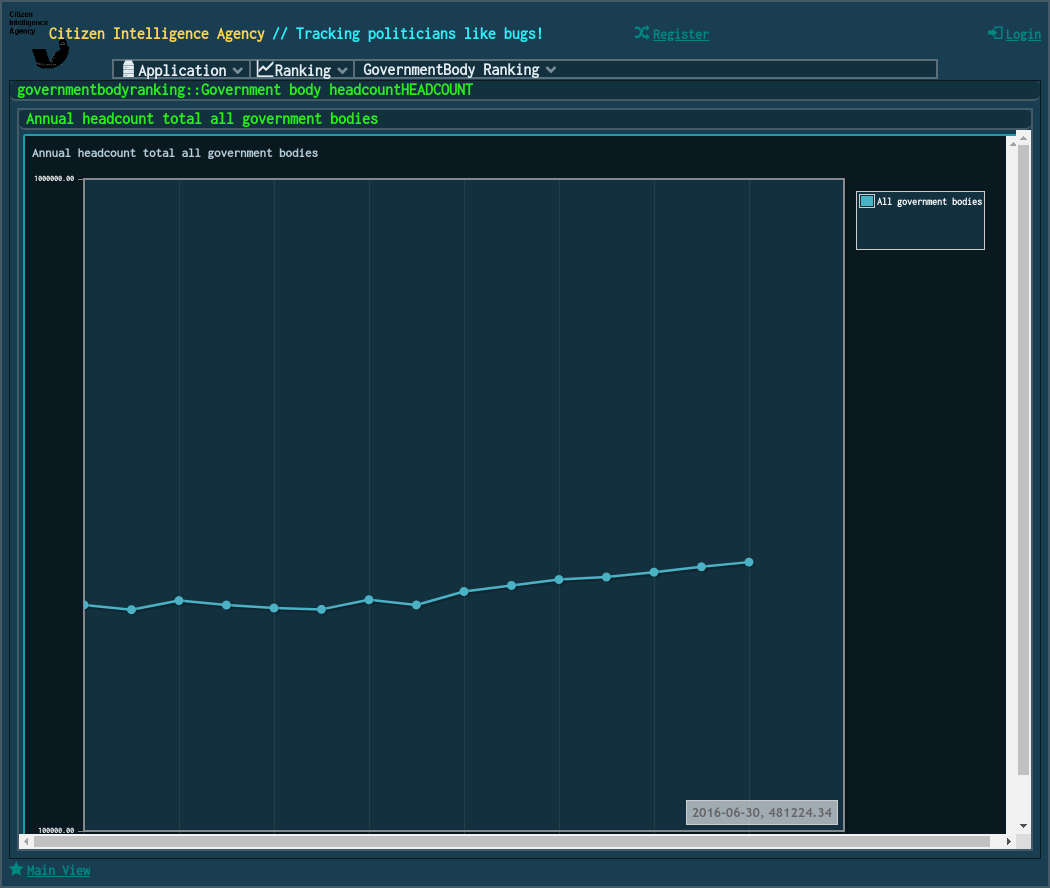 Citizen
Intelligence
Agency
Citizen Intelligence Agency // Tracking politicians like bugs!
Register
Login
Application
Ranking
GovernmentBody Ranking
governmentbodyranking::Government body headcountHEADCOUNT
Annual headcount total all government bodies
Annual headcount total all government bodies
1000000.00
All government bodies
2016-06-30, 481224.34
100000.00
Main View